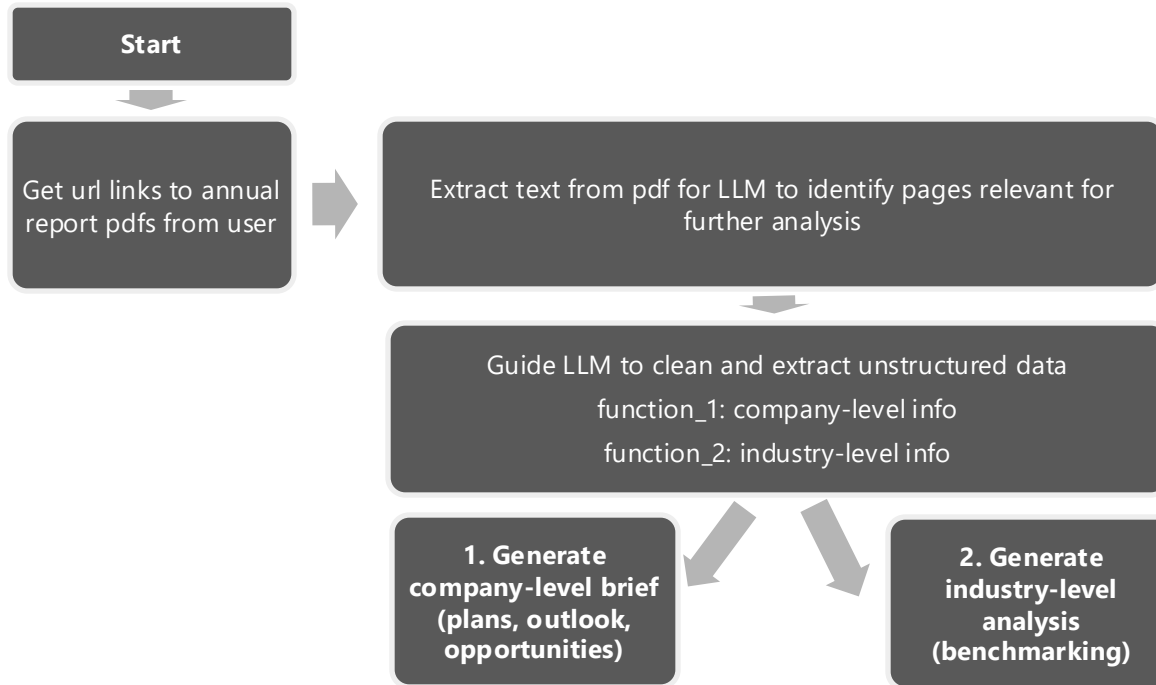 Start
Get url links to annual
report pdfs from user
Extract text from pdf for LLM to identify pages relevant for
further analysis
Guide LLM to clean and extract unstructured data
function_1: company-level info
function_2: industry-level info
1. Generate
company-level brief
(plans, outlook,
opportunities)
2. Generate
industry-level
analysis
(benchmarking)